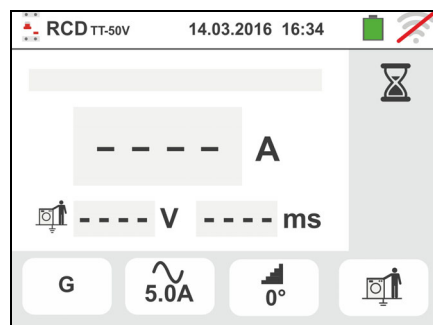 RCD TT-50V 14.03.2016 16:34
- - - - A
- - - - V - - - - ms
G 5.0A 0°